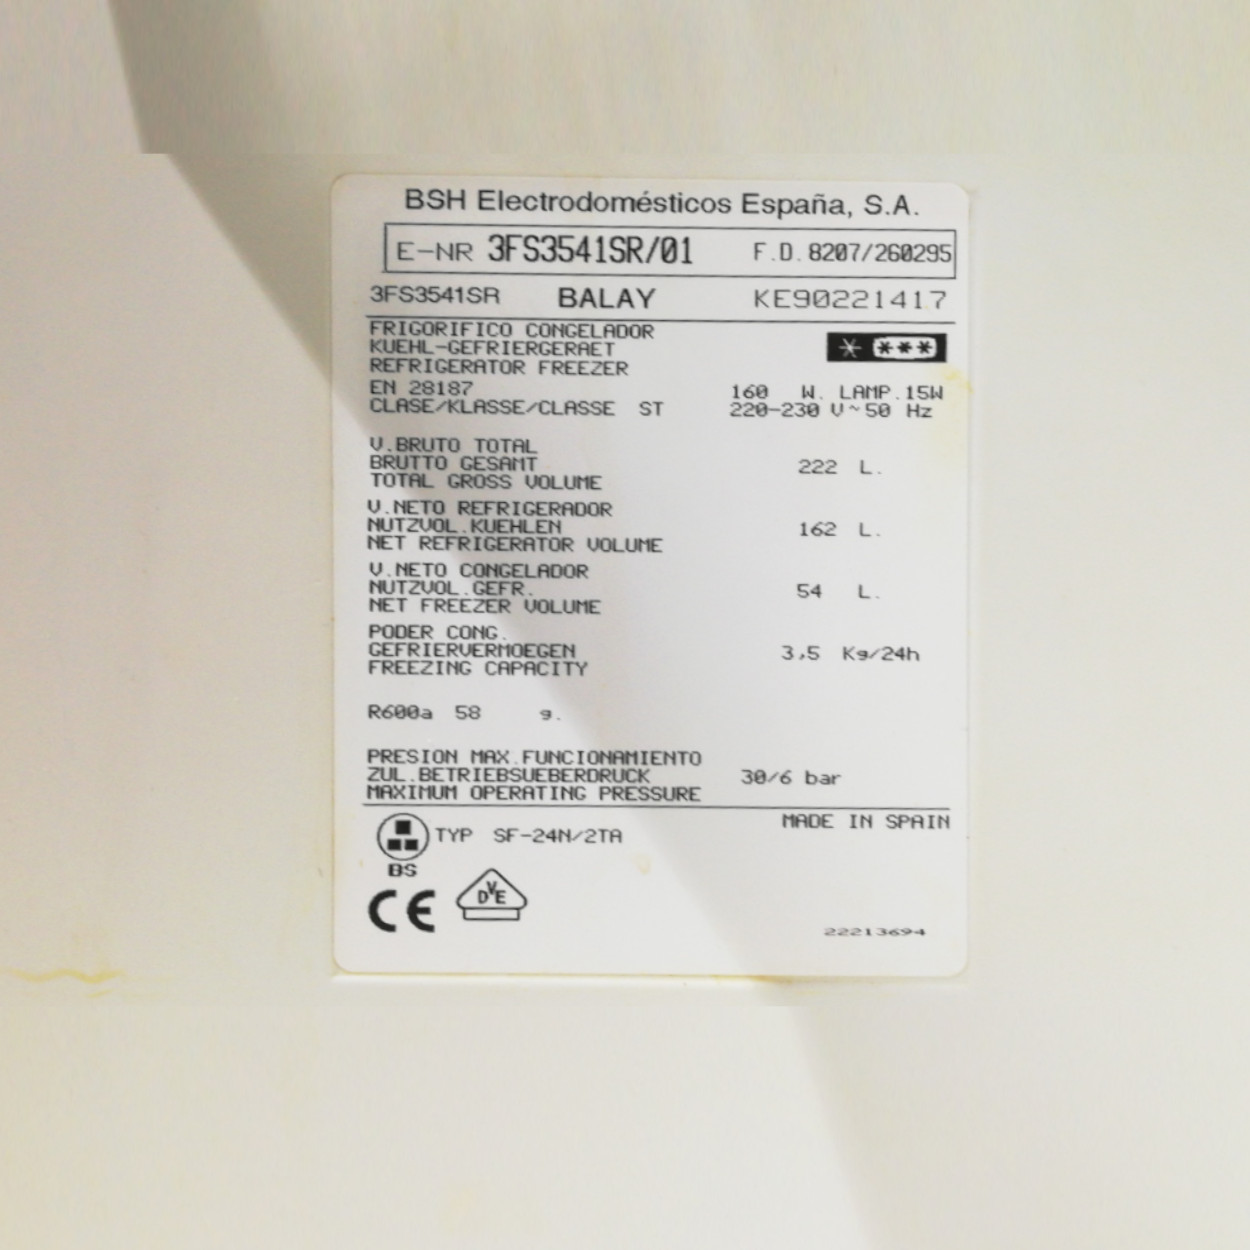 BSH Electrodomésticos España, S.A.
E-NR 3FS3541SR/01 F.D. 8207/260295
3FS3541SR BALAY KE90221417
FRIGORIFICO CONGELADOR
KUEHL-GEFRIERGERAET
REFRIGERATOR FREEZER
EN 28187 160 W. LAMP.15W
CLASE/KLASSE/CLASSE ST 220-230 V~50 Hz
V.BRUTO TOTAL
BRUTTO GESAMT 222 L.
TOTAL GROSS VOLUME
V.NETO REFRIGERADOR
NUTZVOL.KUEHLEN 162 L.
NET REFRIGERATOR VOLUME
V.NETO CONGELADOR
NUTZVOL.GEFR. 54 L.
NET FREEZER VOLUME
PODER CONG.
GEFRIERVERMOEGEN 3,5 Kg/24h
FREEZING CAPACITY
R600a 58 g.
PRESION MAX.FUNCIONAMIENTO
ZUL.BETRIEBSUEBERDRUCK 30/6 bar
MAXIMUM OPERATING PRESSURE
MADE IN SPAIN
TYP SF-24N/2TA
BS
CE DVE
22213694